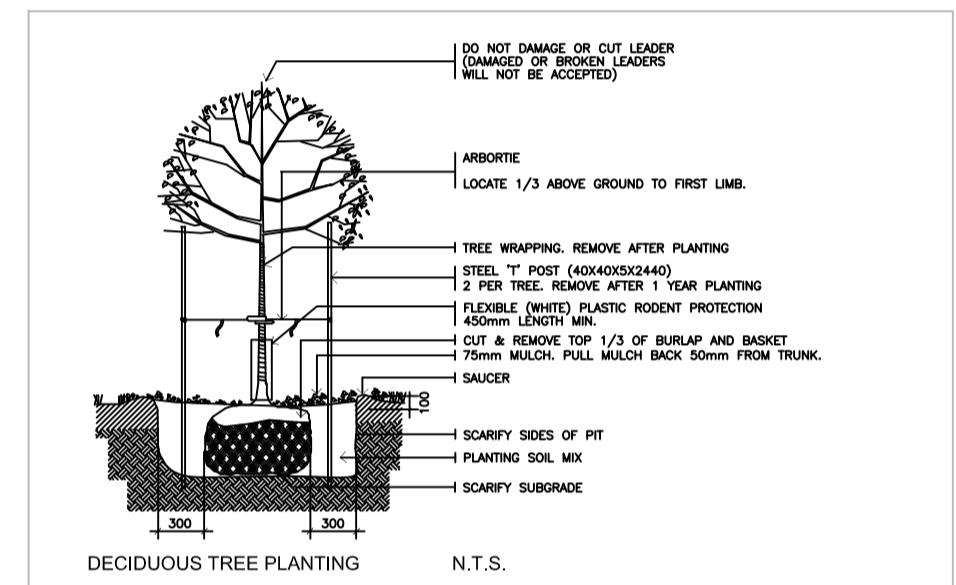 DO NOT DAMAGE OR CUT LEADER
(DAMAGED OR BROKEN LEADERS
WILL NOT BE ACCEPTED)
ARBORTIE
LOCATE 1/3 ABOVE GROUND TO FIRST LIMB.
TREE WRAPPING. REMOVE AFTER PLANTING
STEEL 'T' POST (40X40X5X2440)
2 PER TREE. REMOVE AFTER 1 YEAR PLANTING
FLEXIBLE (WHITE) PLASTIC RODENT PROTECTION
450mm LENGTH MIN.
CUT & REMOVE TOP 1/3 OF BURLAP AND BASKET
75mm MULCH. PULL MULCH BACK 50mm FROM TRUNK.
SAUCER
100
SCARIFY SIDES OF PIT
PLANTING SOIL MIX
SCARIFY SUBGRADE
300 300
DECIDUOUS TREE PLANTING N.T.S.